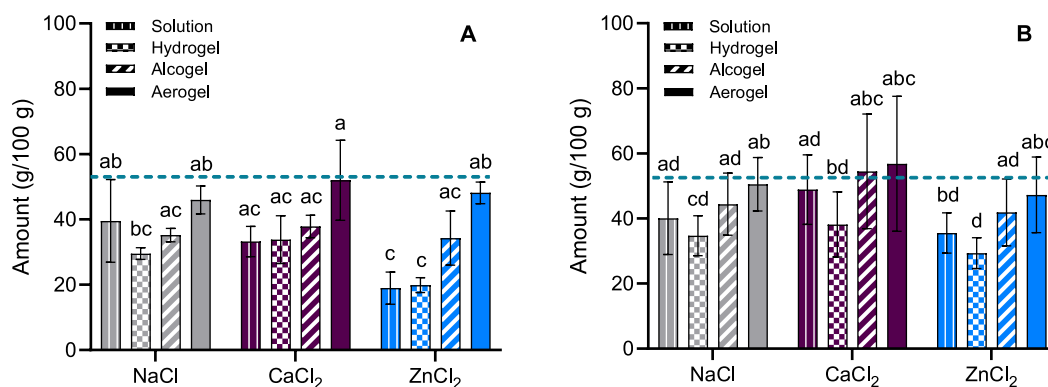 A
Amount (g/100 g)
100
80
60
40
20
0
Solution
Hydrogel
Alcogel
Aerogel
ab
bc
ac
ab
ac
ac
ac
a
c
c
ac
ab
NaCl
CaCl₂
ZnCl₂
B
Amount (g/100 g)
100
80
60
40
20
0
Solution
Hydrogel
Alcogel
Aerogel
ad
cd
ad
ab
ad
bd
abc
abc
bd
d
ad
abc
NaCl
CaCl₂
ZnCl₂